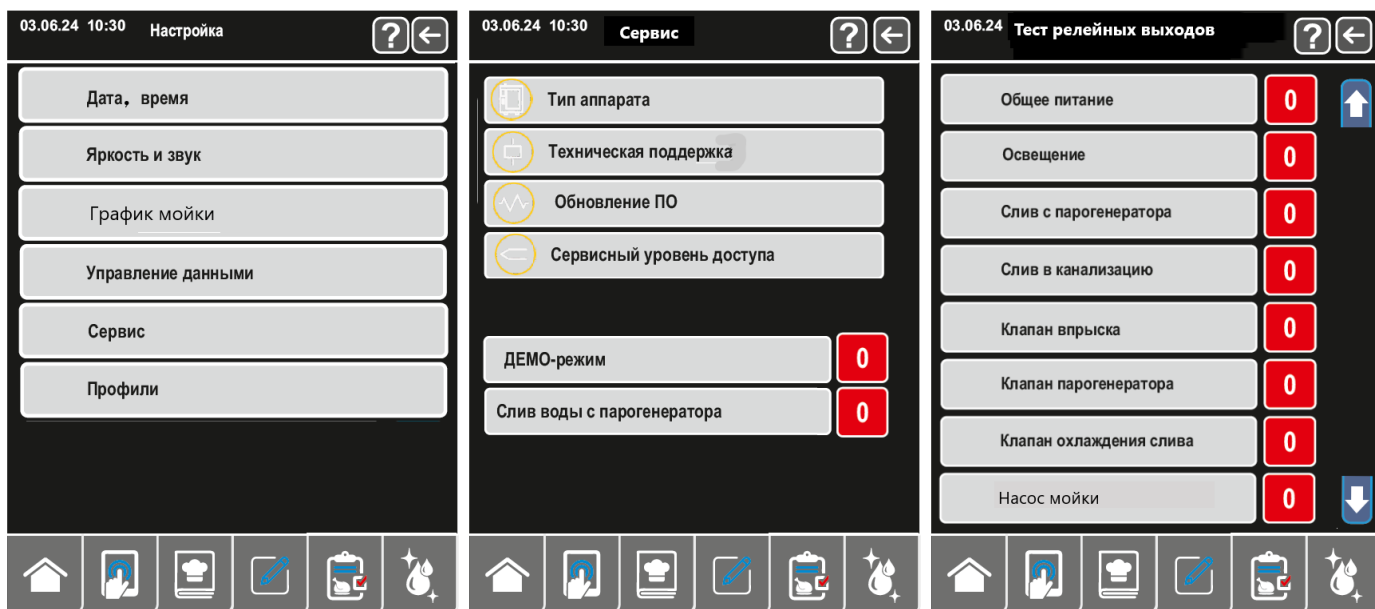 03.06.24 10:30 Настройка ? ←
Дата, время
Яркость и звук
График мойки
Управление данными
Сервис
Профили
03.06.24 10:30 Сервис ? ←
Тип аппарата
Техническая поддержка
Обновление ПО
Сервисный уровень доступа
ДЕМО-режим 0
Слив воды с парогенератора 0
03.06.24 Тест релейных выходов ? ←
Общее питание 0
Освещение 0
Слив с парогенератора 0
Слив в канализацию 0
Клапан впрыска 0
Клапан парогенератора 0
Клапан охлаждения слива 0
Насос мойки 0